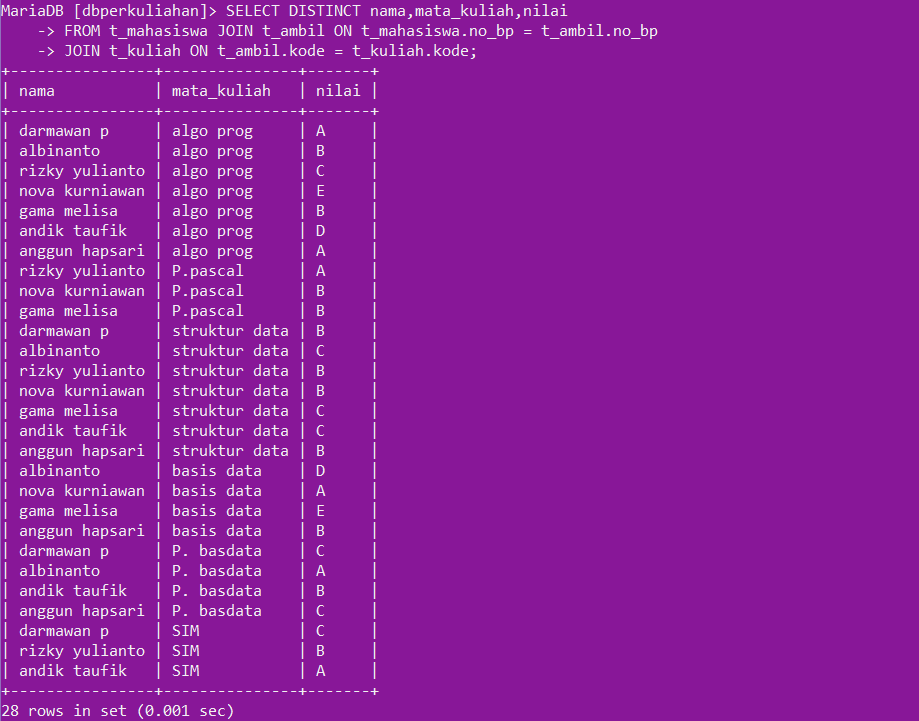 MariaDB [dbperkuliahan]> SELECT DISTINCT nama,mata_kuliah,nilai
    -> FROM t_mahasiswa JOIN t_ambil ON t_mahasiswa.no_bp = t_ambil.no_bp
    -> JOIN t_kuliah ON t_ambil.kode = t_kuliah.kode;
+----------------+---------------+-------+
| nama           | mata_kuliah   | nilai |
+----------------+---------------+-------+
| darmawan p     | algo prog     | A     |
| albinanto      | algo prog     | B     |
| rizky yulianto | algo prog     | C     |
| nova kurniawan | algo prog     | E     |
| gama melisa    | algo prog     | B     |
| andik taufik   | algo prog     | D     |
| anggun hapsari | algo prog     | A     |
| rizky yulianto | P.pascal      | A     |
| nova kurniawan | P.pascal      | B     |
| gama melisa    | P.pascal      | B     |
| darmawan p     | struktur data | B     |
| albinanto      | struktur data | C     |
| rizky yulianto | struktur data | B     |
| nova kurniawan | struktur data | B     |
| gama melisa    | struktur data | C     |
| andik taufik   | struktur data | C     |
| anggun hapsari | struktur data | B     |
| albinanto      | basis data    | D     |
| nova kurniawan | basis data    | A     |
| gama melisa    | basis data    | E     |
| anggun hapsari | basis data    | B     |
| darmawan p     | P. basdata    | C     |
| albinanto      | P. basdata    | A     |
| andik taufik   | P. basdata    | B     |
| anggun hapsari | P. basdata    | C     |
| darmawan p     | SIM           | C     |
| rizky yulianto | SIM           | B     |
| andik taufik   | SIM           | A     |
+----------------+---------------+-------+
28 rows in set (0.001 sec)